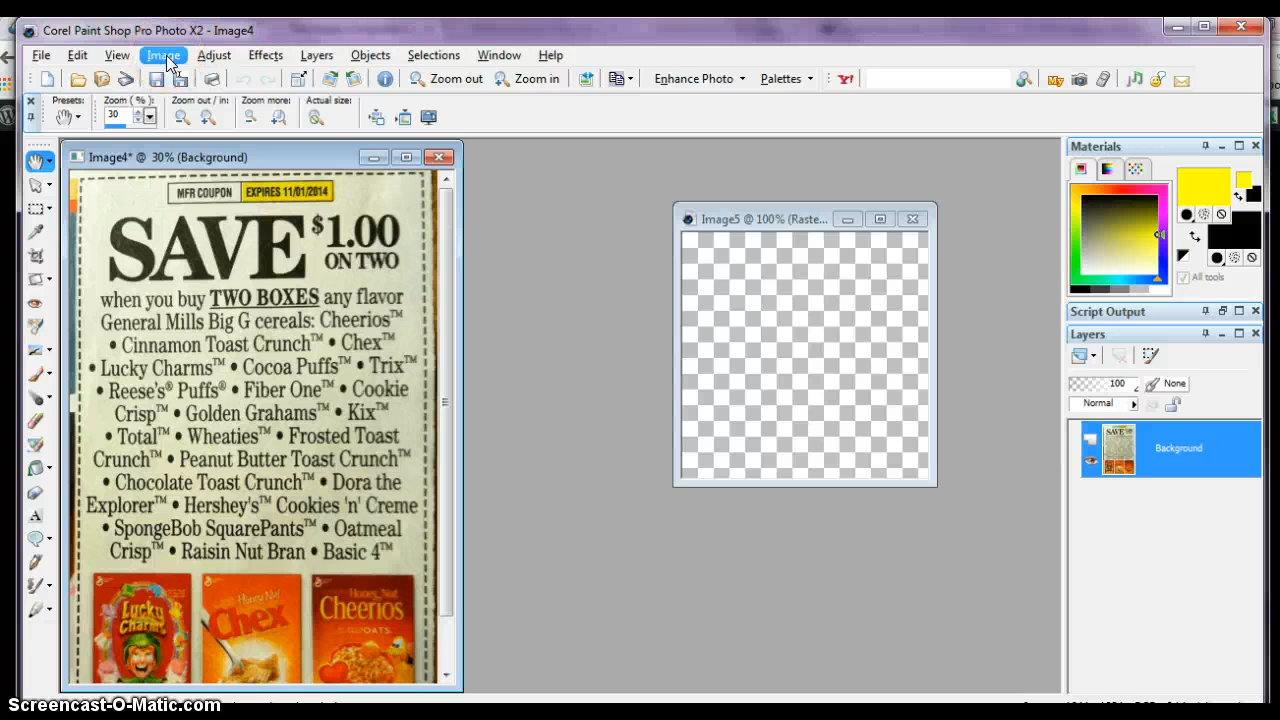 Corel Paint Shop Pro Photo X2 - Image4
File Edit View Image Adjust Effects Layers Objects Selections Window Help
Zoom out Zoom in Enhance Photo Palettes Y!
Presets: Zoom ( % ): Zoom out / in: Zoom more: Actual size:
30
Image4* @ 30% (Background)
MFR COUPON EXPIRES 11/01/2014
SAVE $1.00
ON TWO
when you buy TWO BOXES any flavor
General Mills Big G cereals: Cheerios™
• Cinnamon Toast Crunch™ • Chex™
• Lucky Charms™ • Cocoa Puffs™ • Trix™
• Reese's® Puffs® • Fiber One™ • Cookie
Crisp™ • Golden Grahams™ • Kix™
• Total™ • Wheaties™ • Frosted Toast
Crunch™ • Peanut Butter Toast Crunch™
• Chocolate Toast Crunch™ • Dora the
Explorer™ • Hershey's™ Cookies 'n' Creme
• SpongeBob SquarePants™ • Oatmeal
Crisp™ • Raisin Nut Bran • Basic 4™
Lucky Charms
Honey Nut Chex
Honey Nut Cheerios
Image5 @ 100% (Raste...
Materials
All tools
Script Output
Layers
100 None
Normal
SAVE
Background
Screencast-O-Matic.com